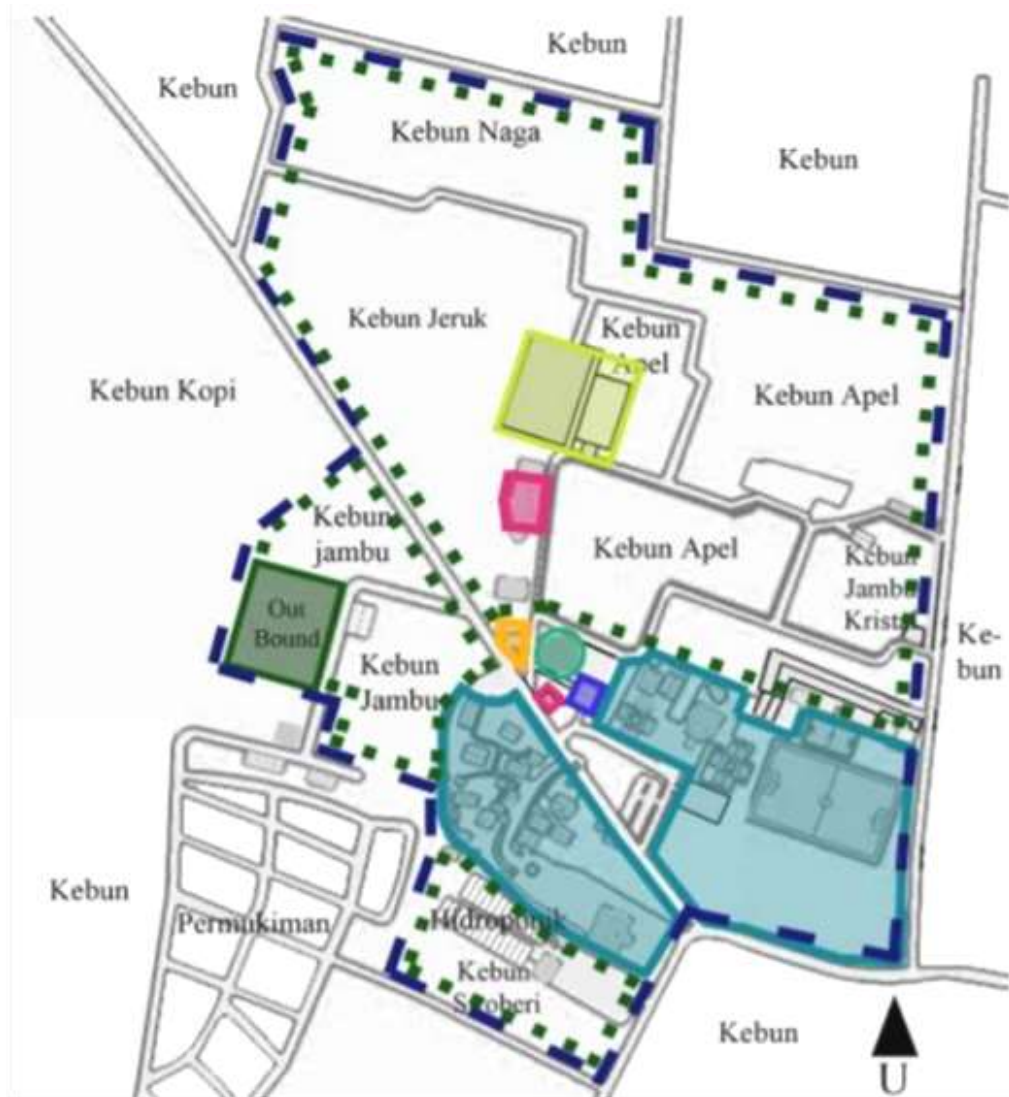 Kebun
Kebun
Kebun Naga
Kebun
Kebun Jeruk
Kebun
Apel
Kebun Kopi
Kebun Apel
Kebun
jambu
Kebun Apel
Kebun
Jambu
Kristal
Out
Bound
Ke-
bun
Kebun
Jambu
Kebun
Permukiman
Hidroponik
Kebun
Stroberi
Kebun
U